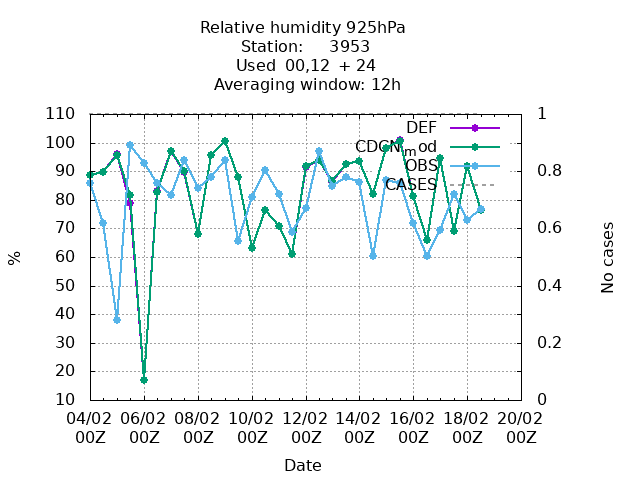 Relative humidity 925hPa
Station: 3953
Used 00,12 + 24
Averaging window: 12h
110
100
90
80
70
60
50
40
30
20
10
%
1
0.8
0.6
0.4
0.2
0
No cases
DEF
CDCNmod
OBS
CASES
04/02 06/02 08/02 10/02 12/02 14/02 16/02 18/02 20/02
00Z 00Z 00Z 00Z 00Z 00Z 00Z 00Z 00Z
Date